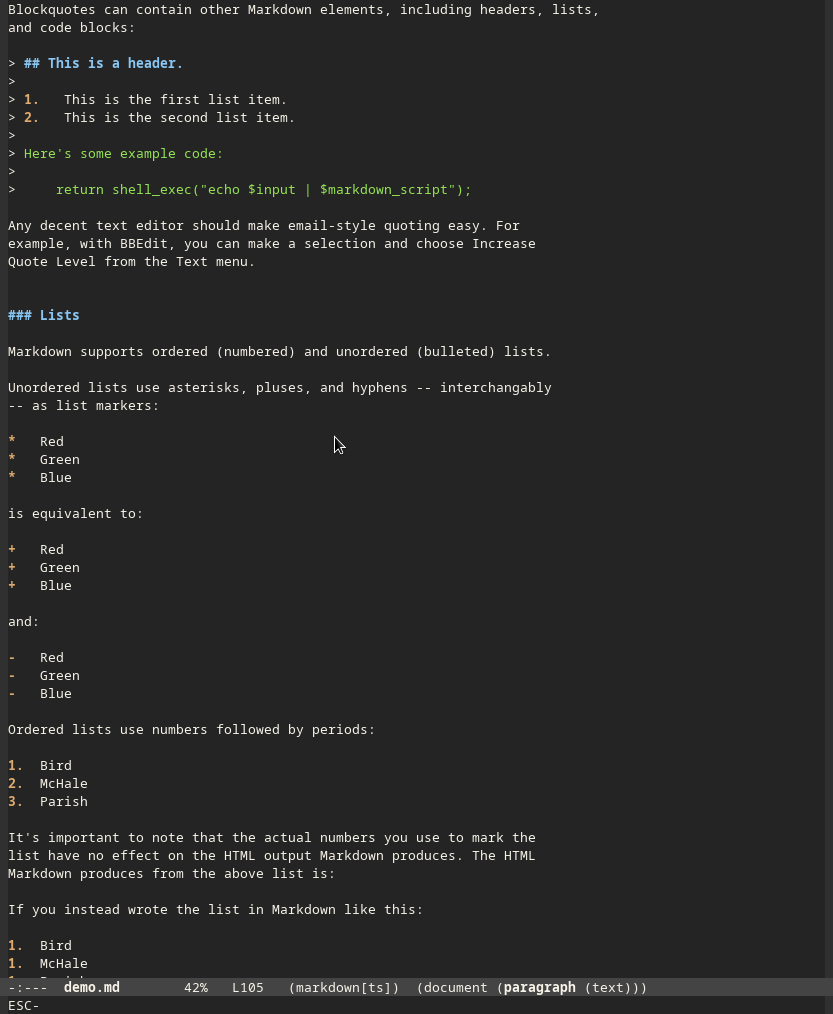 Blockquotes can contain other Markdown elements, including headers, lists,
and code blocks:
> ## This is a header.
>
> 1.   This is the first list item.
> 2.   This is the second list item.
>
> Here's some example code:
>
>     return shell_exec("echo $input | $markdown_script");
Any decent text editor should make email-style quoting easy. For
example, with BBEdit, you can make a selection and choose Increase
Quote Level from the Text menu.
### Lists
Markdown supports ordered (numbered) and unordered (bulleted) lists.
Unordered lists use asterisks, pluses, and hyphens -- interchangably
-- as list markers:
*   Red
*   Green
*   Blue
is equivalent to:
+   Red
+   Green
+   Blue
and:
-   Red
-   Green
-   Blue
Ordered lists use numbers followed by periods:
1.  Bird
2.  McHale
3.  Parish
It's important to note that the actual numbers you use to mark the
list have no effect on the HTML output Markdown produces. The HTML
Markdown produces from the above list is:
If you instead wrote the list in Markdown like this:
1.  Bird
1.  McHale
-:---  demo.md        42%   L105   (markdown[ts])  (document (paragraph (text)))
ESC-